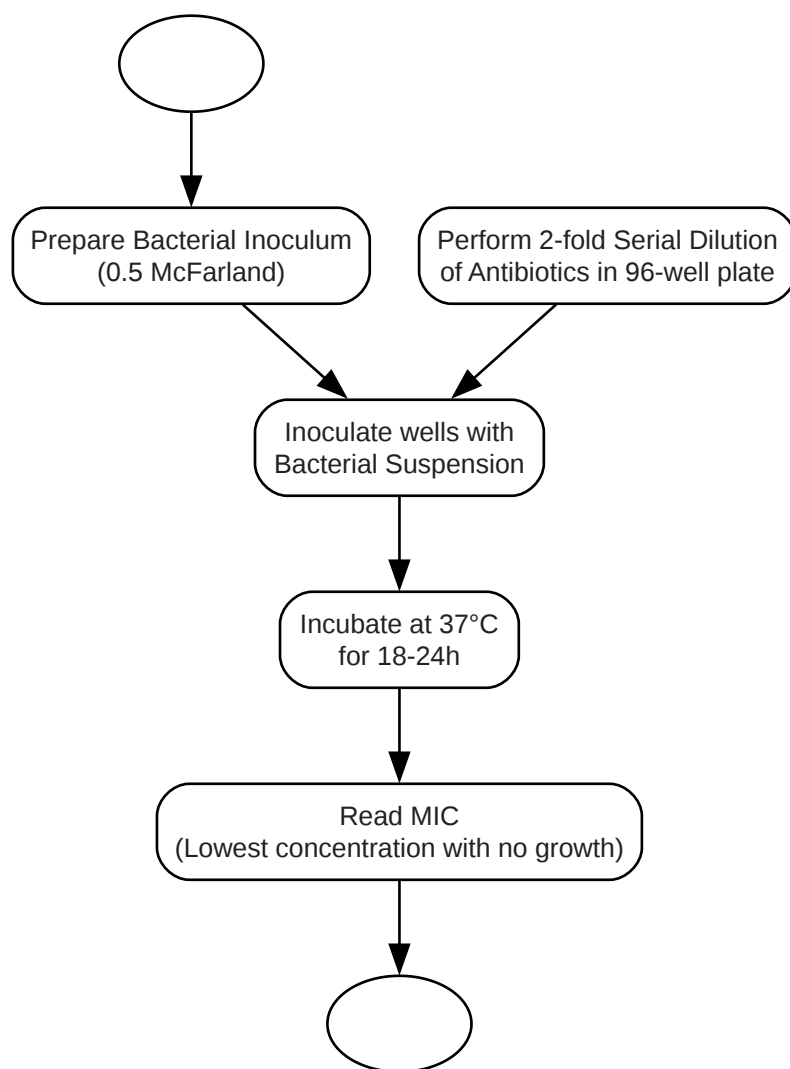 Prepare Bacterial Inoculum
(0.5 McFarland)
Perform 2-fold Serial Dilution
of Antibiotics in 96-well plate
Inoculate wells with
Bacterial Suspension
Incubate at 37°C
for 18-24h
Read MIC
(Lowest concentration with no growth)